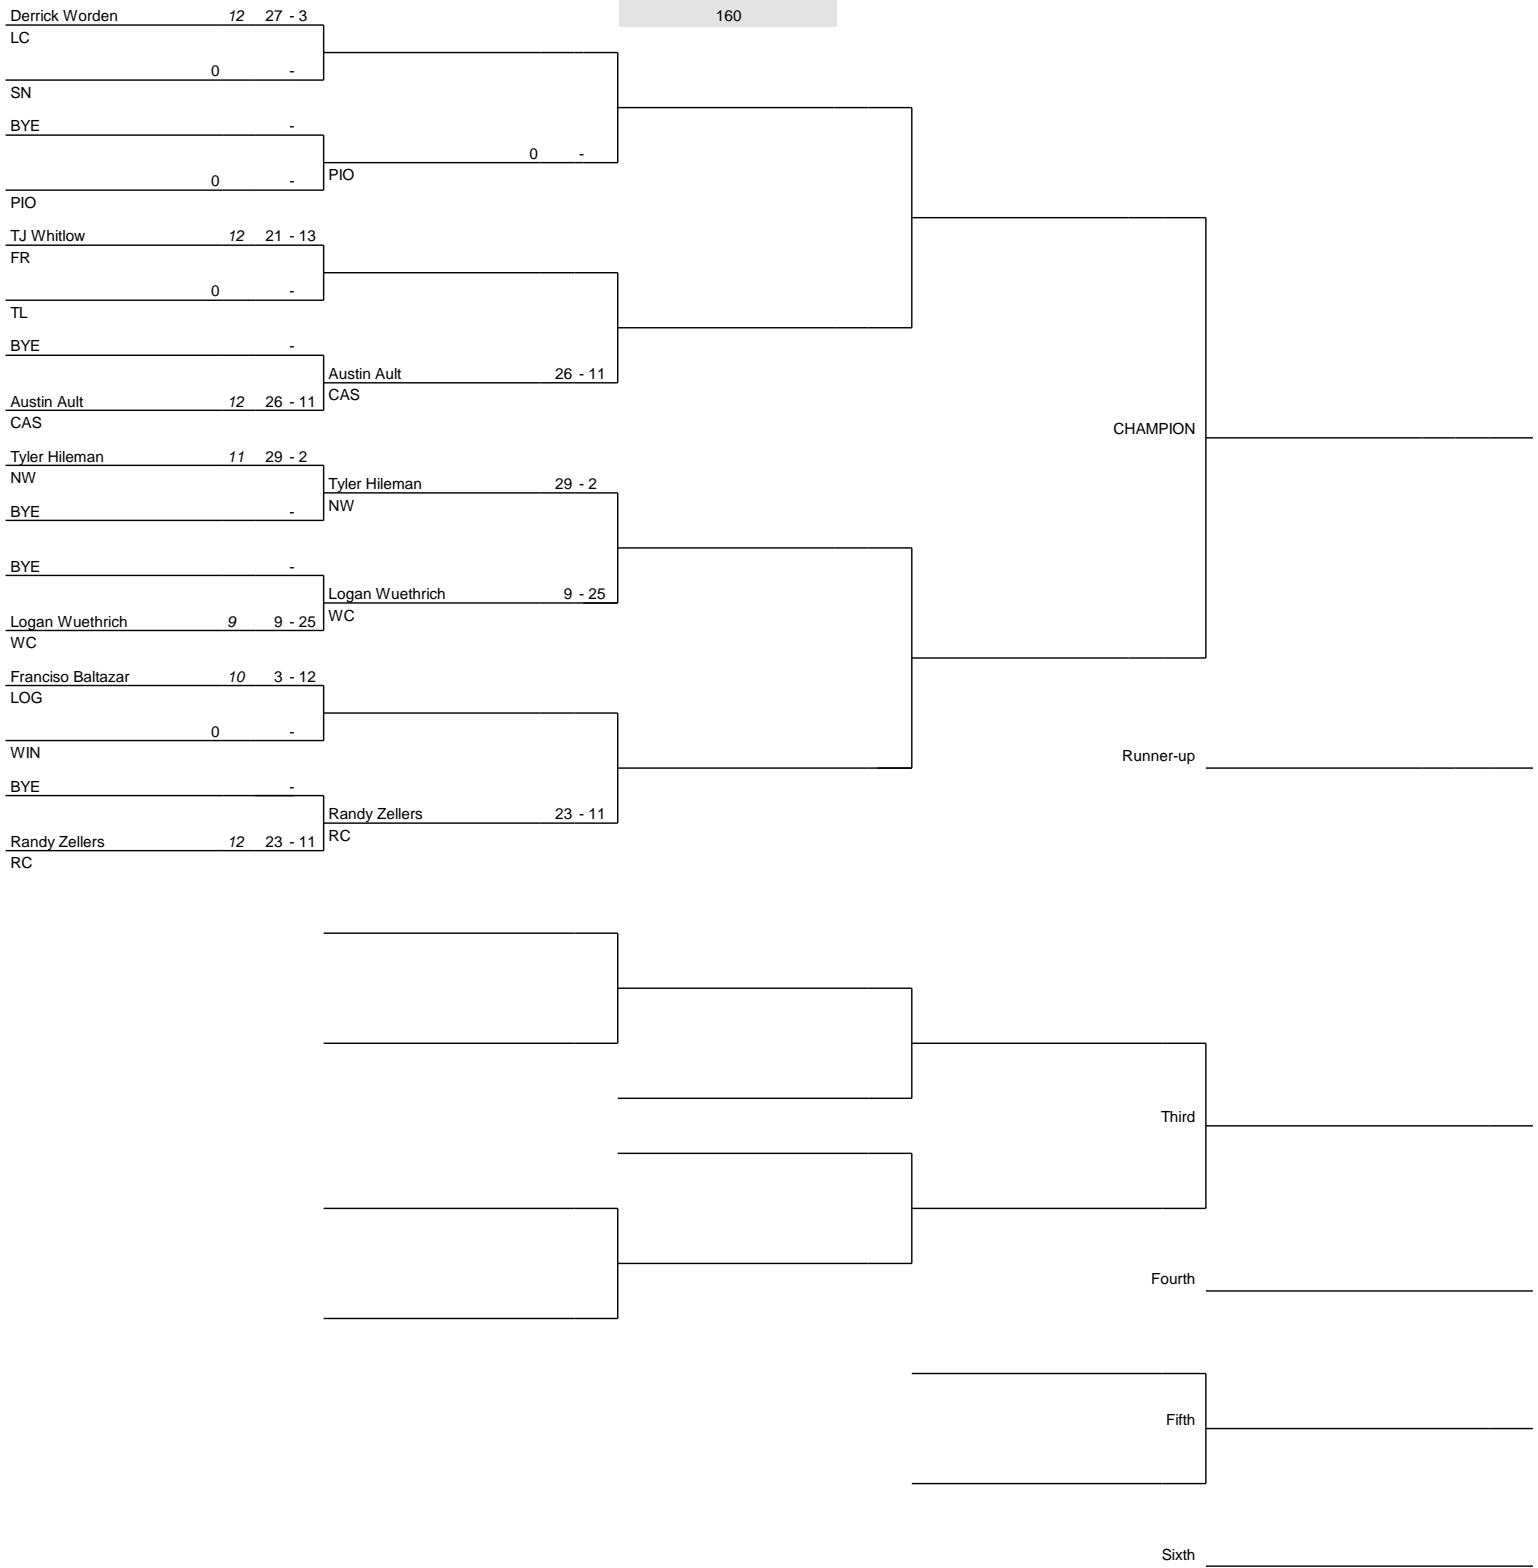 160
Derrick Worden 12 27 - 3
LC
0 -
SN
BYE -
0 -
PIO
0 -
PIO
TJ Whitlow 12 21 - 13
FR
0 -
TL
BYE -
Austin Ault 26 - 11
CAS
Austin Ault 12 26 - 11
CAS
Tyler Hileman 11 29 - 2
NW
Tyler Hileman 29 - 2
NW
BYE -
BYE -
Logan Wuethrich 9 - 25
WC
Logan Wuethrich 9 9 - 25
WC
Franciso Baltazar 10 3 - 12
LOG
0 -
WIN
BYE -
Randy Zellers 23 - 11
RC
Randy Zellers 12 23 - 11
RC
CHAMPION
Runner-up
Third
Fourth
Fifth
Sixth